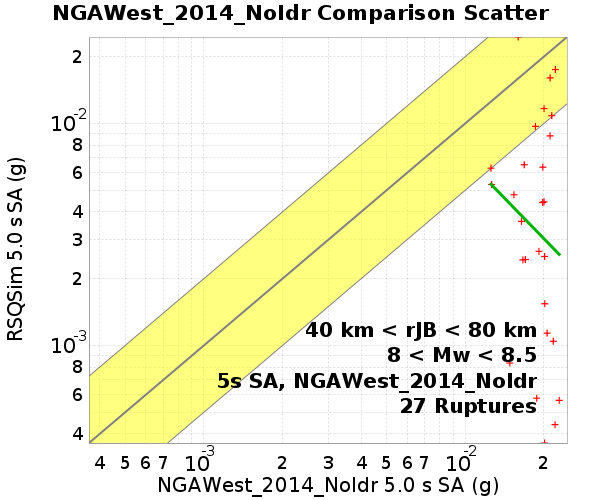 NGAWest_2014_NoIdr Comparison Scatter
RSQSim 5.0 s SA (g)
2
10-2
8
6
4
3
2
10-3
8
6
4
40 km < rJB < 80 km
8 < Mw < 8.5
5s SA, NGAWest_2014_NoIdr
27 Ruptures
4 5 6 7 10-3 2 3 4 5 6 7 10-2 2
NGAWest_2014_NoIdr 5.0 s SA (g)